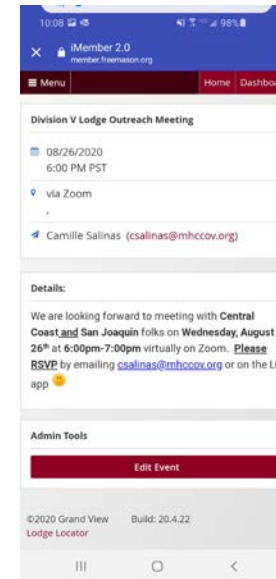 10:08
98%
iMember 2.0
member.freemason.org
Menu
Home Dashboa
Division V Lodge Outreach Meeting
08/26/2020
6:00 PM PST
via Zoom
,
Camille Salinas (csalinas@mhccov.org)
Details:
We are looking forward to meeting with Central
Coast and San Joaquin folks on Wednesday, August
26th at 6:00pm-7:00pm virtually on Zoom. Please
RSVP by emailing csalinas@mhccov.org or on the L
app
Admin Tools
Edit Event
©2020 Grand View Build: 20.4.22
Lodge Locator